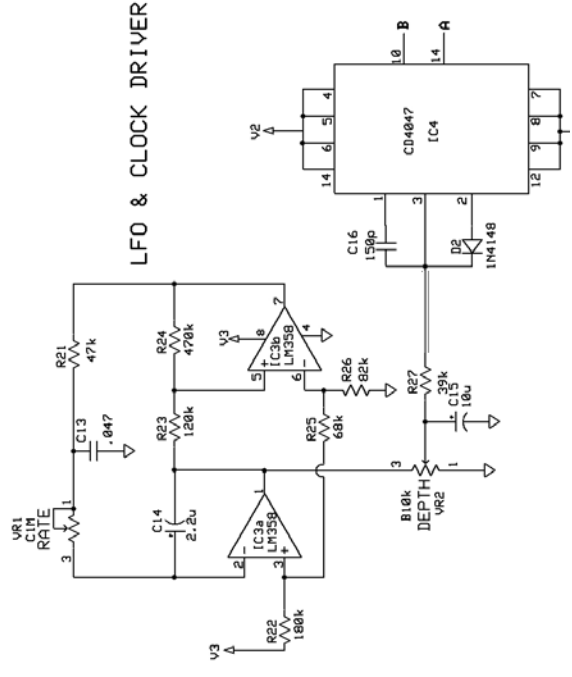 LFO & CLOCK DRIVER
VR1
C1M
RATE
3
1
C13
.047
R21
47k
C14
2.2u
R23
120k
R24
470k
V3
R22
180k
2
3
1
-
+
IC3a
LM358
R25
68k
R26
82k
5
6
+
-
IC3b
LM358
7
V3
8
4
3
1
B10k
DEPTH
VR2
C15
10u
R27
39k
C16
150p
D2
1N4148
1
3
2
V2
14
6
5
4
CD4047
IC4
12
9
8
7
10
B
14
A